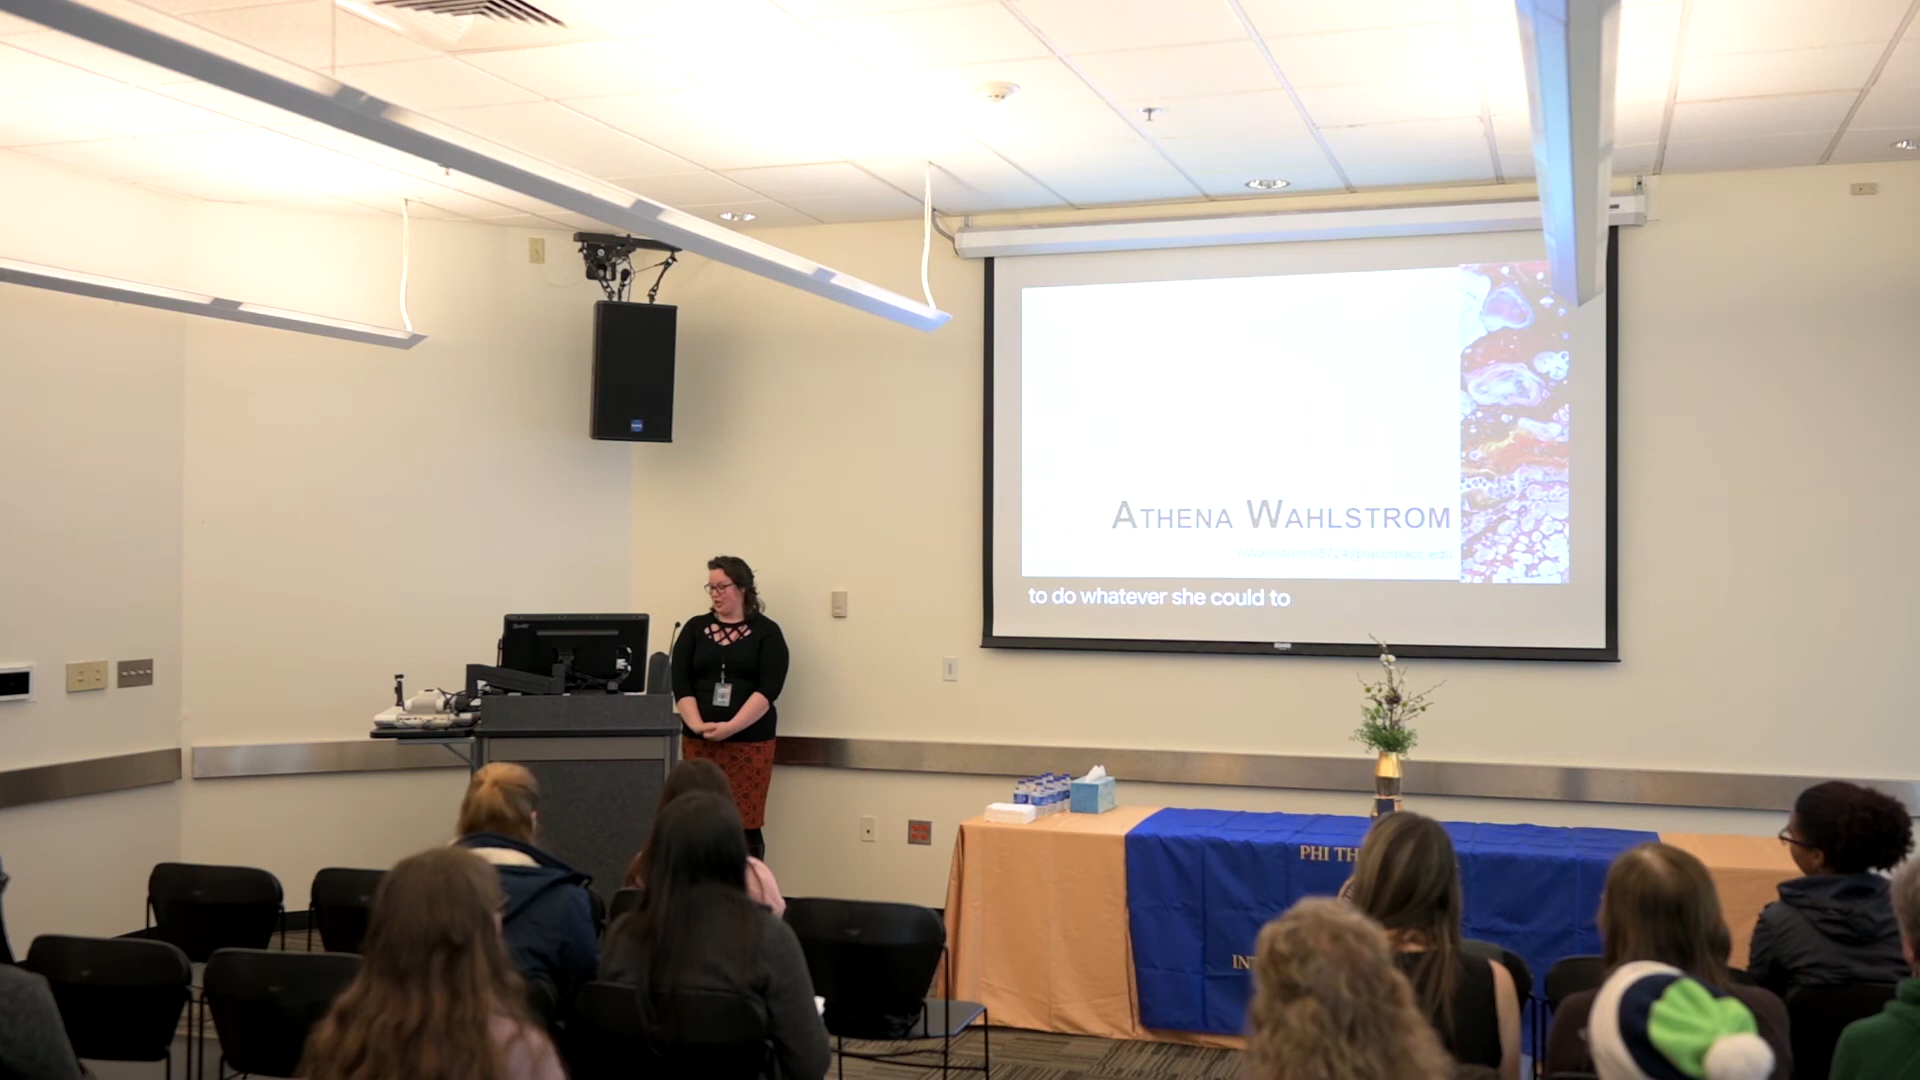 ATHENA WAHLSTROM
to do whatever she could to
PHI TH
INT